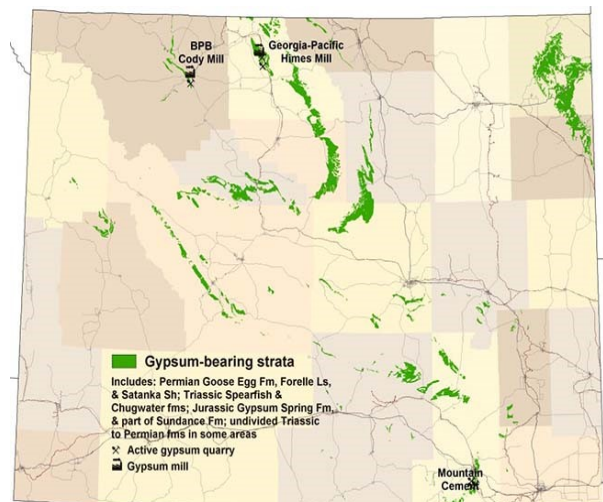 BPB
Cody Mill
Georgia-Pacific
Himes Mill
Gypsum-bearing strata
Includes: Permian Goose Egg Fm, Forelle Ls,
& Satanka Sh; Triassic Spearfish &
Chugwater fms; Jurassic Gypsum Spring Fm,
& part of Sundance Fm; undivided Triassic
to Permian fms in some areas
Active gypsum quarry
Gypsum mill
Mountain
Cement